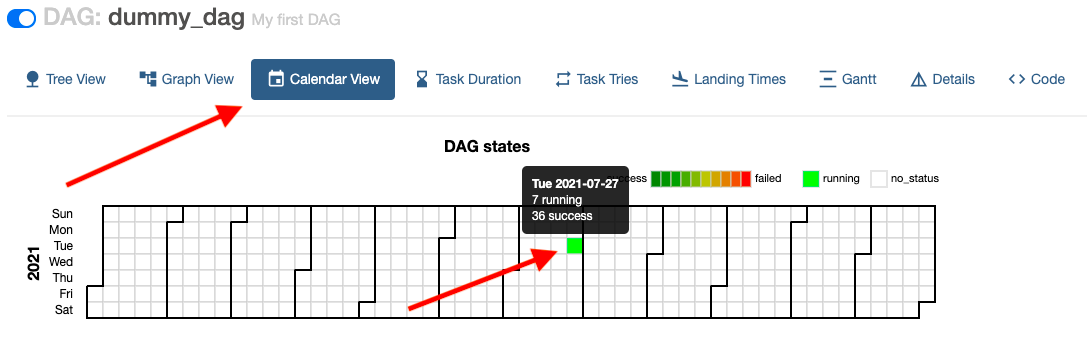 DAG: dummy_dag My first DAG
Tree View Graph View Calendar View Task Duration Task Tries Landing Times Gantt Details Code
DAG states
failed running no_status
Tue 2021-07-27
7 running
36 success
2021
Sun
Mon
Tue
Wed
Thu
Fri
Sat